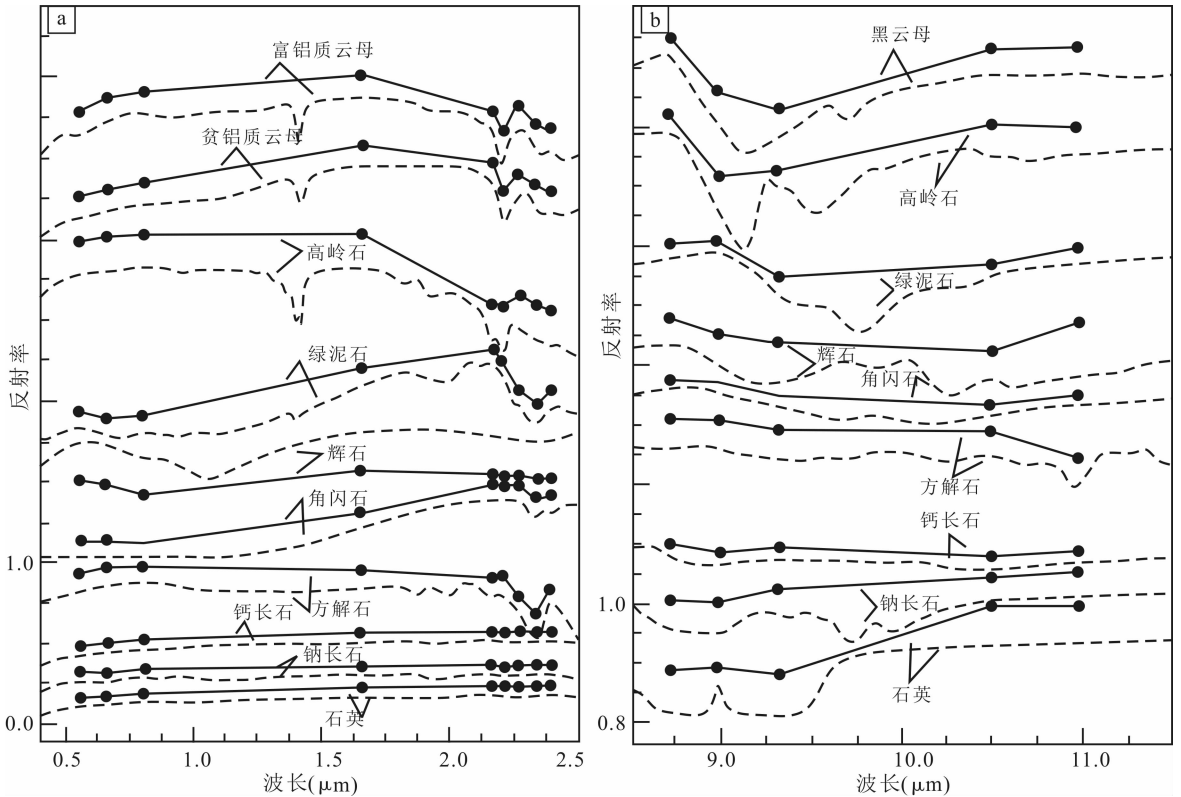 a
富铝质云母
贫铝质云母
高岭石
绿泥石
辉石
角闪石
方解石
钙长石
钠长石
石英
反射率
1.0
0.0
0.5
1.0
1.5
2.0
2.5
波长(μm)
b
黑云母
高岭石
绿泥石
辉石
角闪石
方解石
钙长石
钠长石
石英
反射率
1.0
0.8
9.0
10.0
11.0
波长(μm)